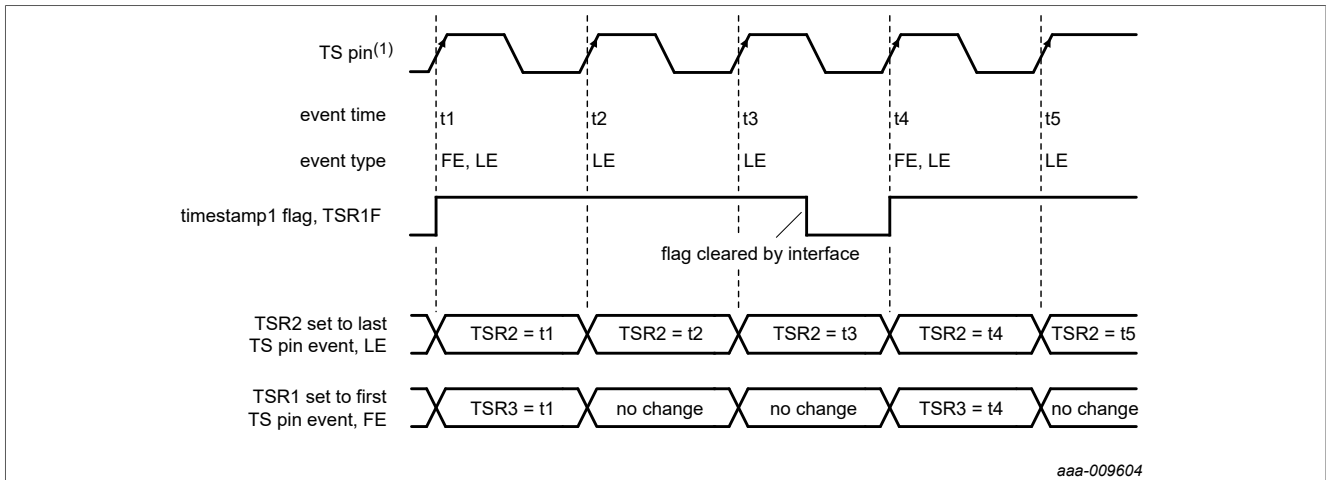 TS pin(1)
event time
t1
t2
t3
t4
t5
event type
FE, LE
LE
LE
FE, LE
LE
timestamp1 flag, TSR1F
flag cleared by interface
TSR2 set to last
TS pin event, LE
TSR2 = t1
TSR2 = t2
TSR2 = t3
TSR2 = t4
TSR2 = t5
TSR1 set to first
TS pin event, FE
TSR3 = t1
no change
no change
TSR3 = t4
no change
aaa-009604